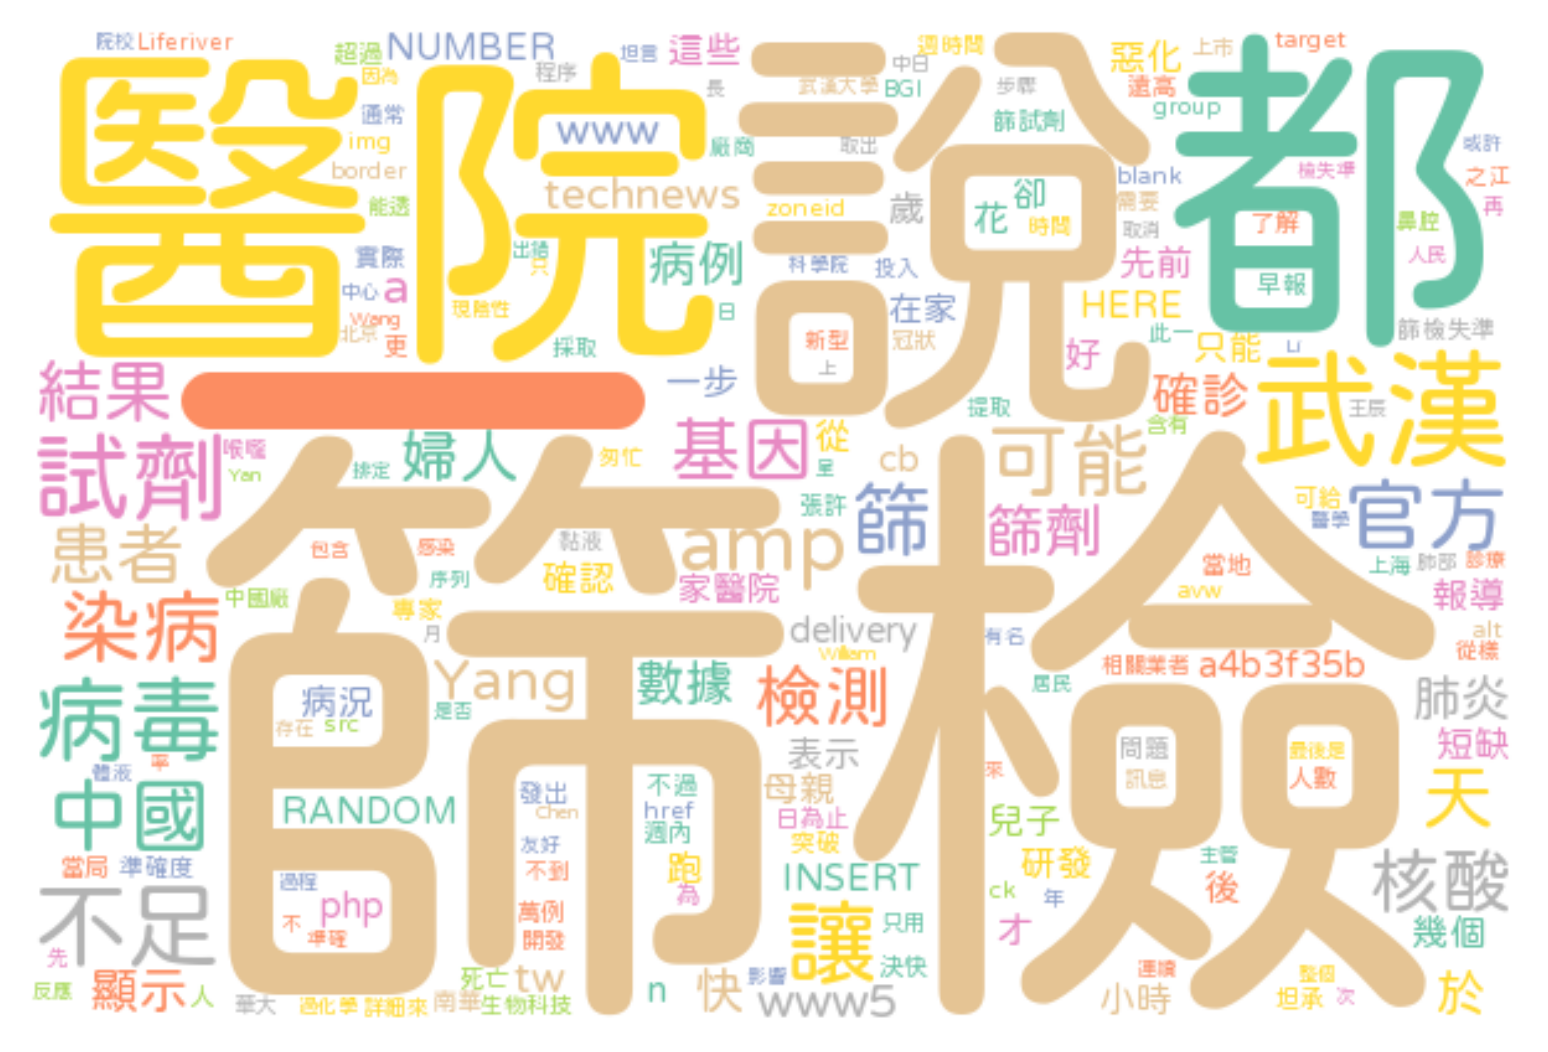 院校 Liferiver 超過 NUMBER 坦言 這些 週時間 中日 惡化 上市 target
因為 程序 長 武漢大學 BGI 步驟 遠高 group
醫院 說 都
通常 www 廠商 取出 篩試劑 或許
img border technews blank 檢失準 之江
能透 zoneid 歲 花 卻 時間 需要 了解 鼻腔 再
實際 出錯 只 病例 科學院 投入 取消 先前 人民
中心 a 現陰性 日 在家 HERE 早報
Wang 北京 更 採取 新型 上 冠狀 好 此一 只能 Li 篩檢失準
結果 一 一步 提取 確診 含有 武漢 王辰
試劑 喉嚨 Yan 排定 婦人 匆忙 基因 從 呈 cb 可能
篩檢
張許 篩 篩劑 可給 醫學 官方
患者 包含 感染 黏液 amp 當地 上海 肺部 診療
序列 確認 家醫院 avw 報導
染病 中國廠 專家 月 delivery 有名 alt
William 相關業者 a4b3f35b 從樣
病毒 病況 Yang 數據 檢測 居民 肺炎
存在 src 是否 表示 問題 最後是 短缺
體液 寧 不過 母親 來 訊息 人數 天
中國 RANDOM 發出 Chen href 日為止 兒子
週內 突破
當局 準確度 過程 友好 不到 跑 為 INSERT 研發 主管 後 核酸
ck 年
不足 不 php 準確 萬例 開發 讓 只用 才 幾個
先 死亡 tw 影響 決快 連續 整個
反應 顯示 人 華大 過化學 詳細來 南華 生物科技 n 快 www5 小時 坦承 次 於